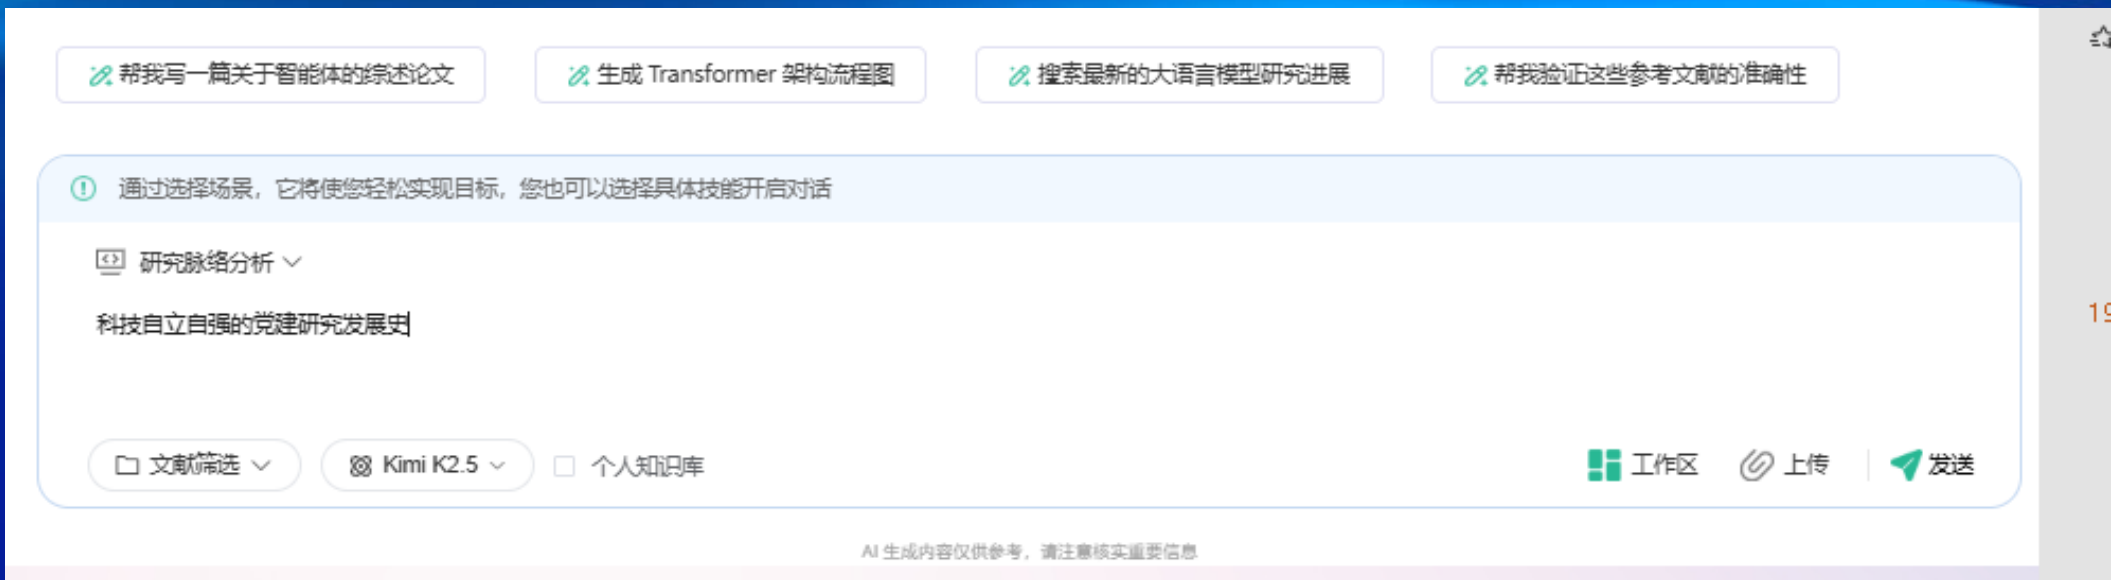 帮我写一篇关于智能体的综述论文
生成 Transformer 架构流程图
搜索最新的大语言模型研究进展
帮我验证这些参考文献的准确性
通过选择场景，它将使您轻松实现目标，您也可以选择具体技能开启对话
研究脉络分析
科技自立自强的党建研究发展史
文献筛选
Kimi K2.5
个人知识库
工作区
上传
发送
AI 生成内容仅供参考，请注意核实重要信息